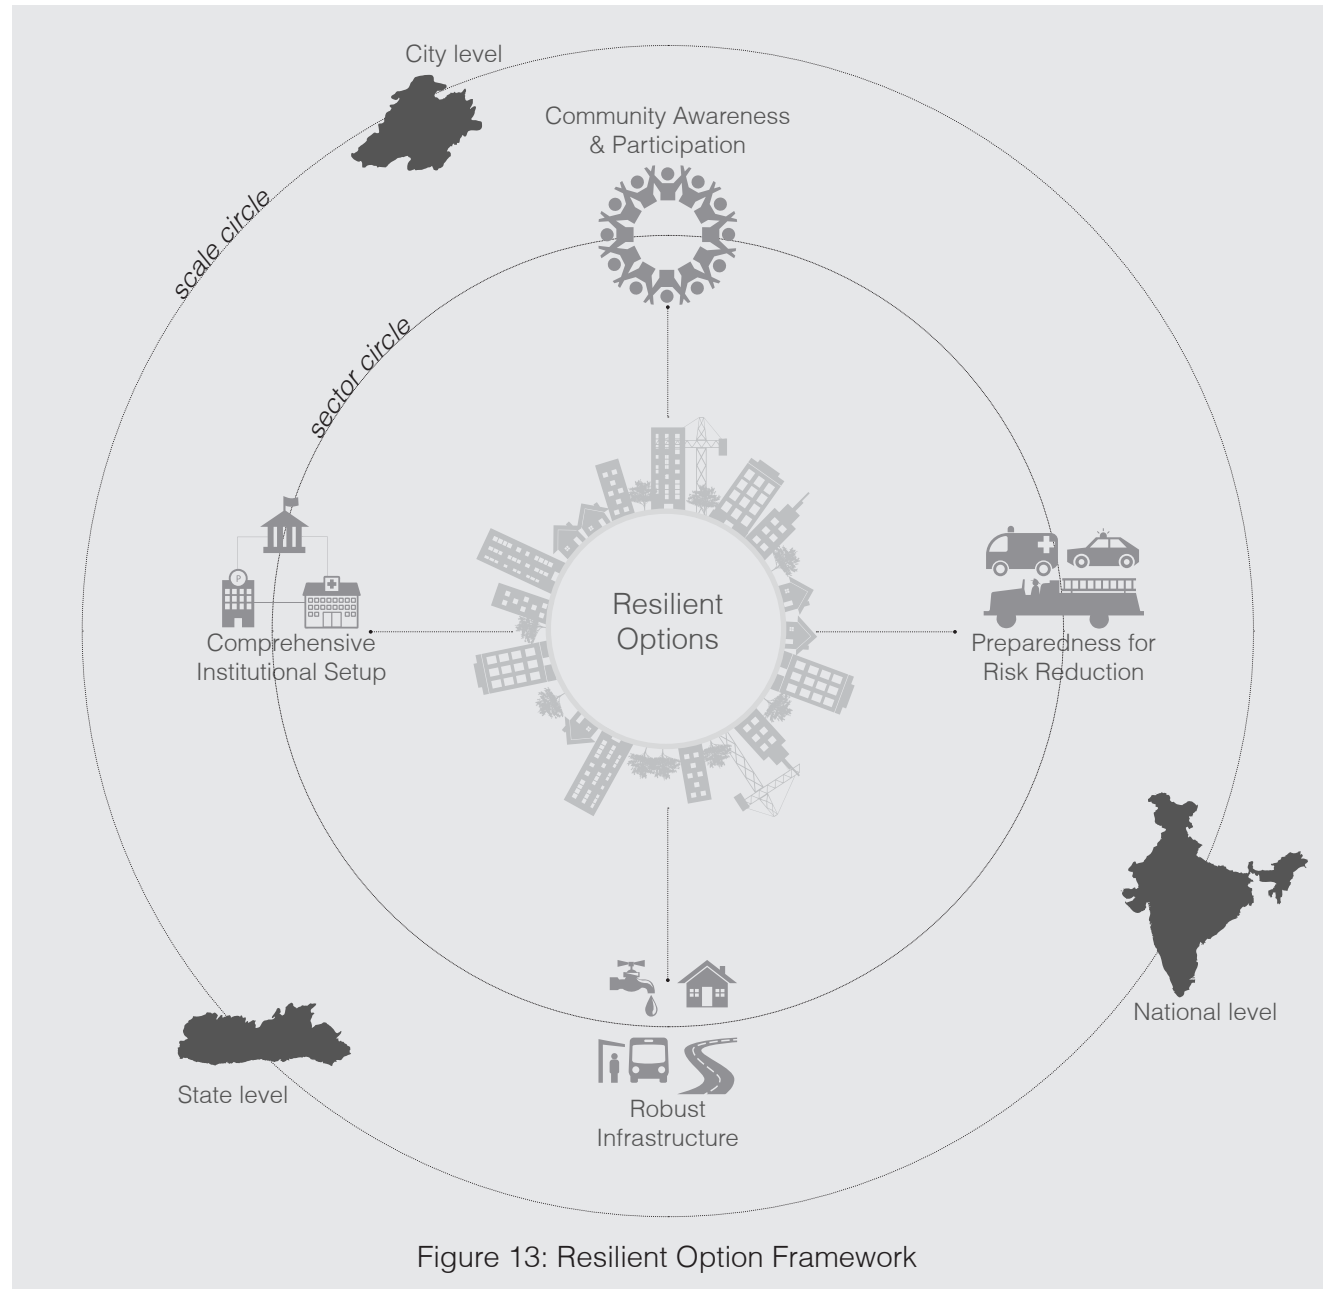 City level
Community Awareness
& Participation
scale circle
sector circle
P
Comprehensive
Institutional Setup
Resilient
Options
Preparedness for
Risk Reduction
National level
State level
Robust
Infrastructure
Figure 13: Resilient Option Framework